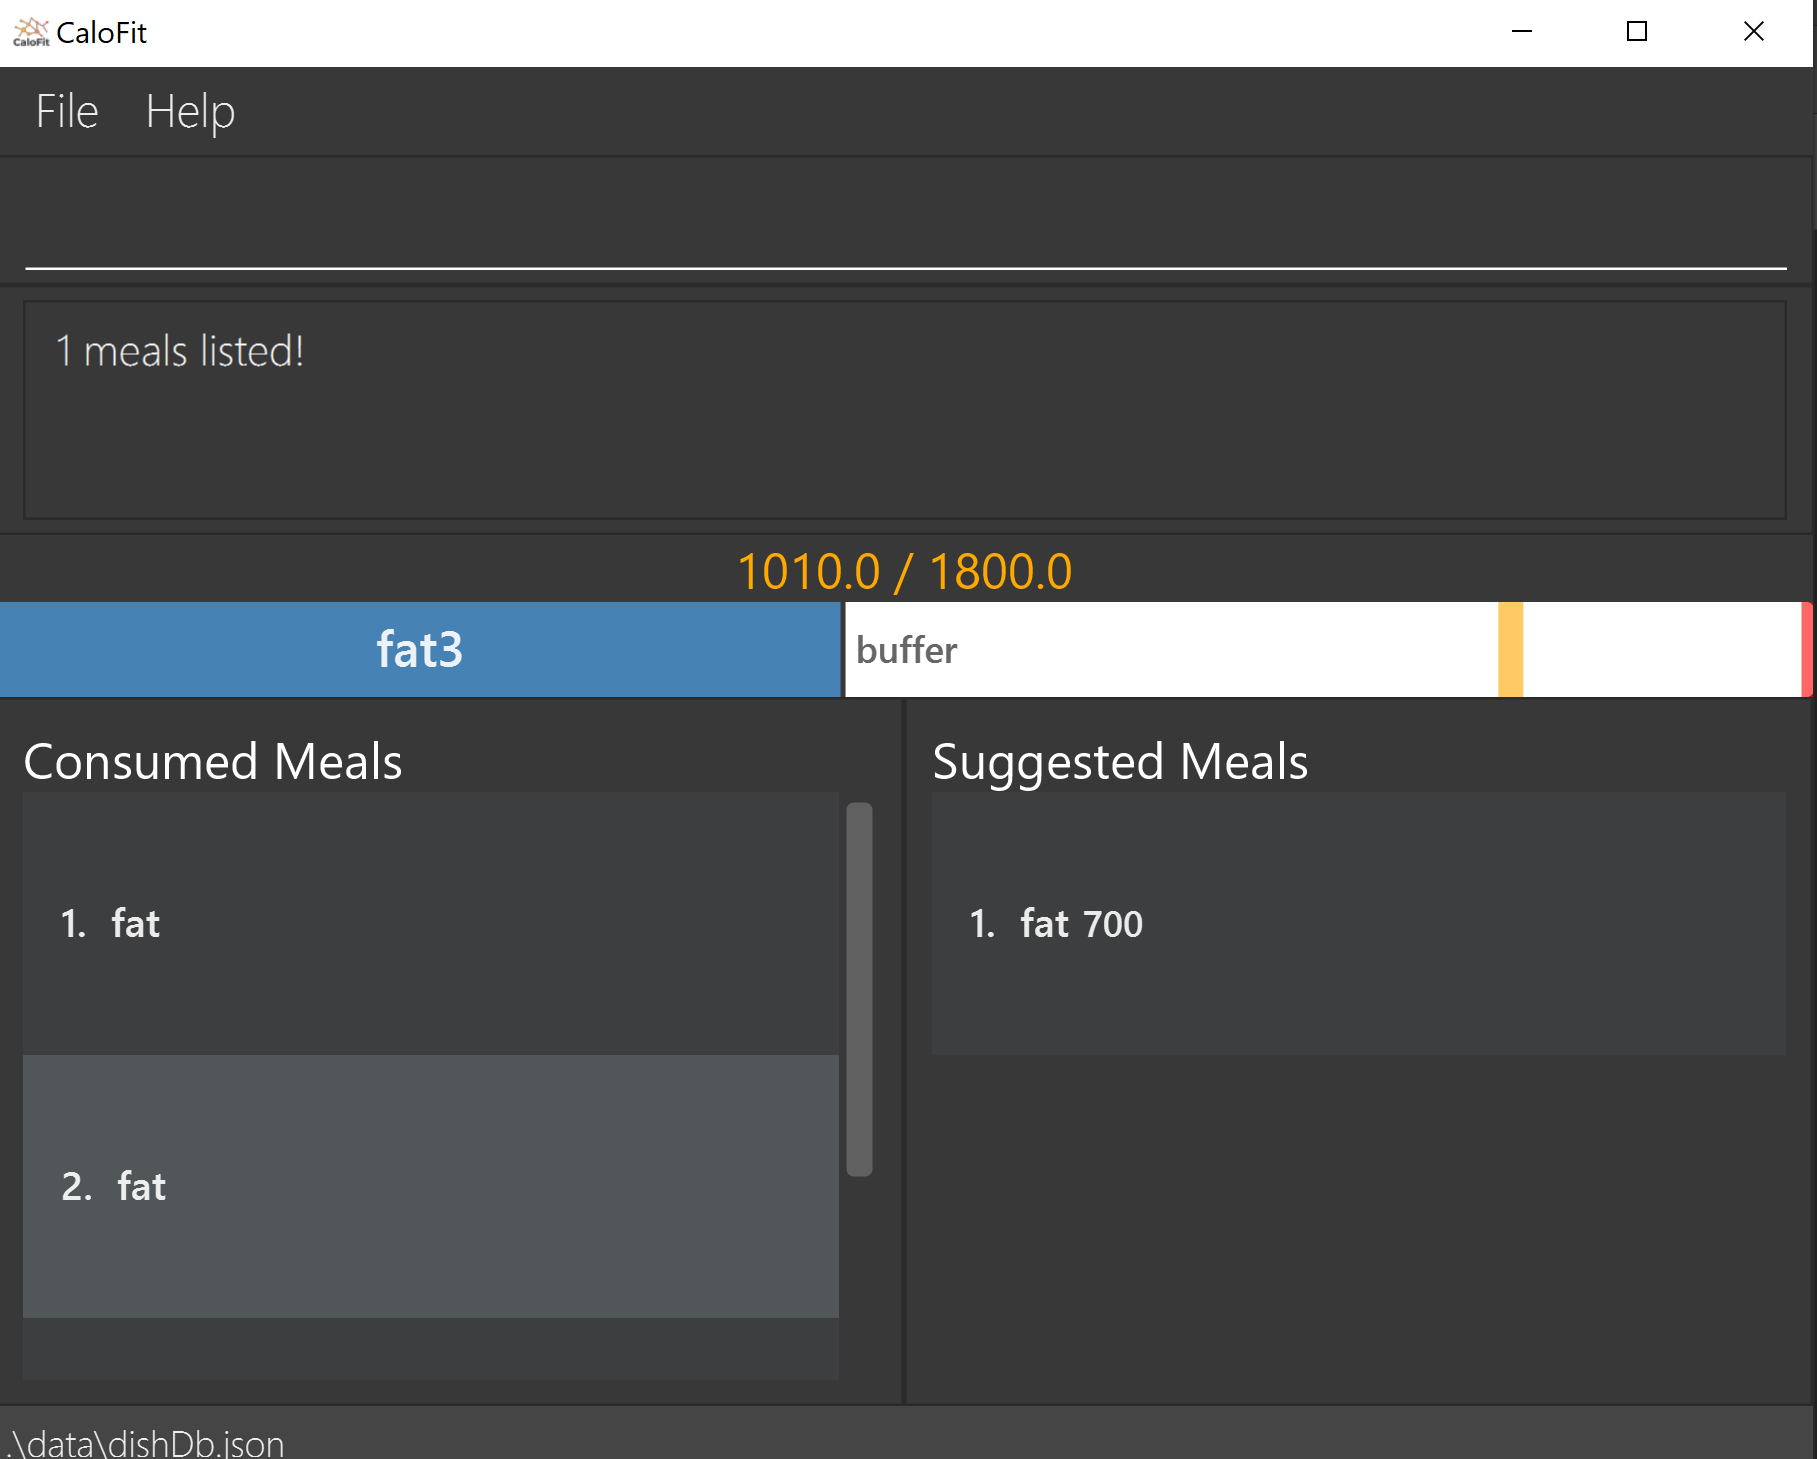 CaloFit CaloFit
File Help
1 meals listed!
1010.0 / 1800.0
fat3 buffer
Consumed Meals
1. fat
2. fat
Suggested Meals
1. fat 700
.\data\dishDb.json